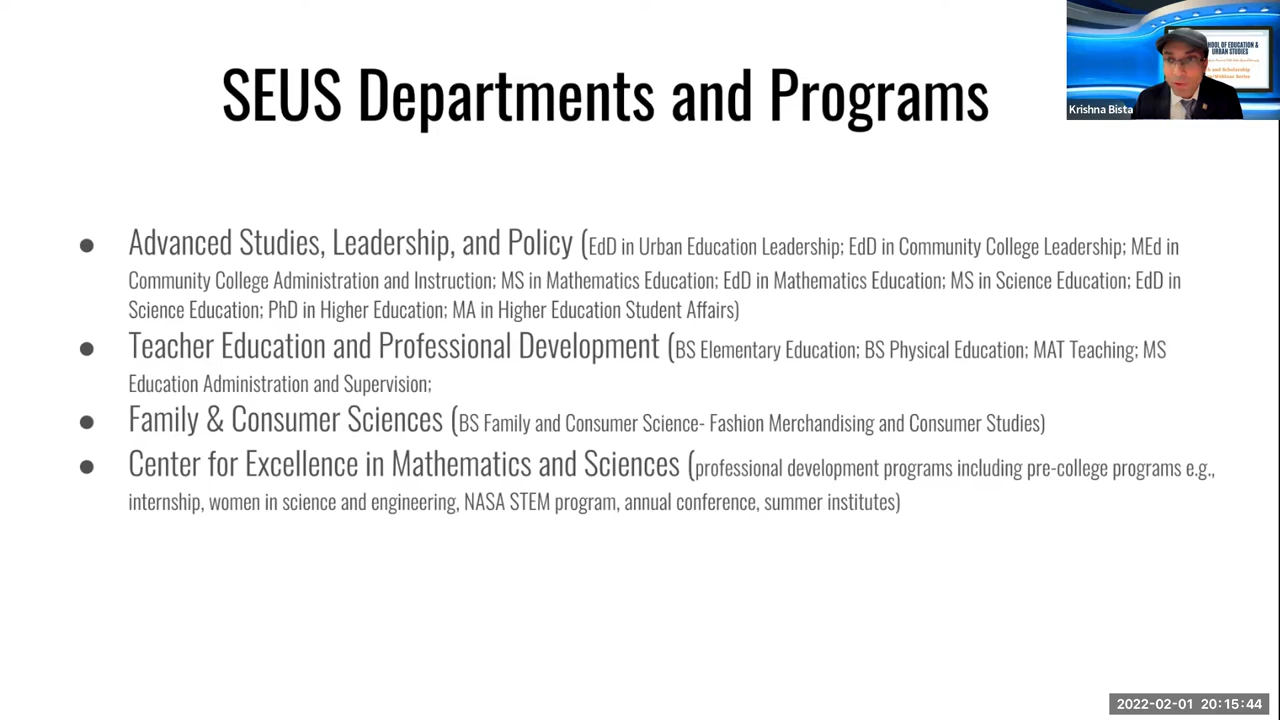 SEUS Departments and Programs
HOOL OF EDUCATION &
URBAN STUDIES
Krishna Bista
● Advanced Studies, Leadership, and Policy (EdD in Urban Education Leadership; EdD in Community College Leadership; MEd in
Community College Administration and Instruction; MS in Mathematics Education; EdD in Mathematics Education; MS in Science Education; EdD in
Science Education; PhD in Higher Education; MA in Higher Education Student Affairs)
● Teacher Education and Professional Development (BS Elementary Education; BS Physical Education; MAT Teaching; MS
Education Administration and Supervision;
● Family & Consumer Sciences (BS Family and Consumer Science- Fashion Merchandising and Consumer Studies)
● Center for Excellence in Mathematics and Sciences (professional development programs including pre-college programs e.g.,
internship, women in science and engineering, NASA STEM program, annual conference, summer institutes)
2022-02-01 20:15:44